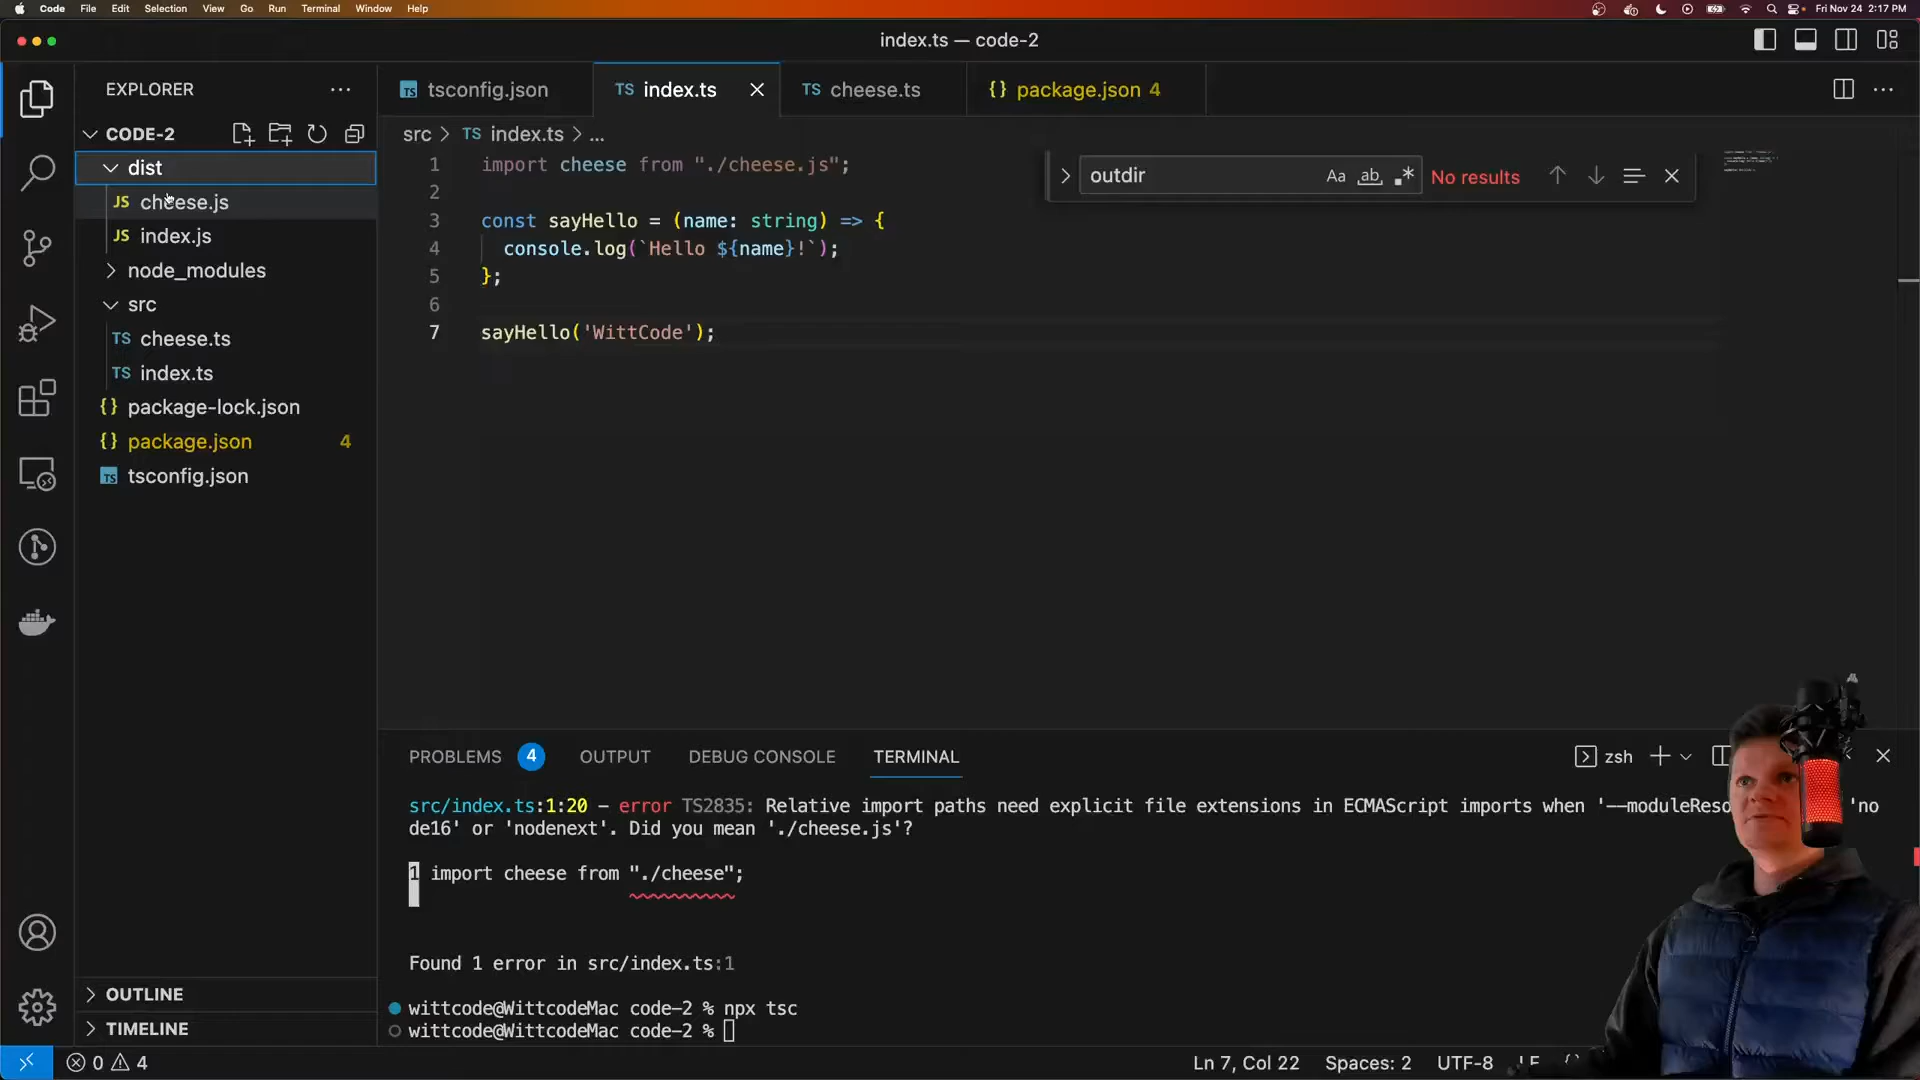 Code File Edit Selection View Go Run Terminal Window Help Fri Nov 24 2:17 PM
index.ts — code-2
EXPLORER
tsconfig.json
TS index.ts
TS cheese.ts
{} package.json 4
CODE-2
src > TS index.ts > ...
dist
JS cheese.js
JS index.js
node_modules
src
TS cheese.ts
TS index.ts
{} package-lock.json
{} package.json 4
TS tsconfig.json
OUTLINE
TIMELINE
1 import cheese from "./cheese.js";
2
3 const sayHello = (name: string) => {
4 console.log(`Hello ${name}!`);
5 };
6
7 sayHello('WittCode');
outdir Aa ab .* No results
PROBLEMS 4 OUTPUT DEBUG CONSOLE TERMINAL zsh
src/index.ts:1:20 - error TS2835: Relative import paths need explicit file extensions in ECMAScript imports when '--moduleReso 'no
de16' or 'nodenext'. Did you mean './cheese.js'?
1 import cheese from "./cheese";
Found 1 error in src/index.ts:1
wittcode@WittcodeMac code-2 % npx tsc
wittcode@WittcodeMac code-2 %
0 4
Ln 7, Col 22 Spaces: 2 UTF-8 LF {}